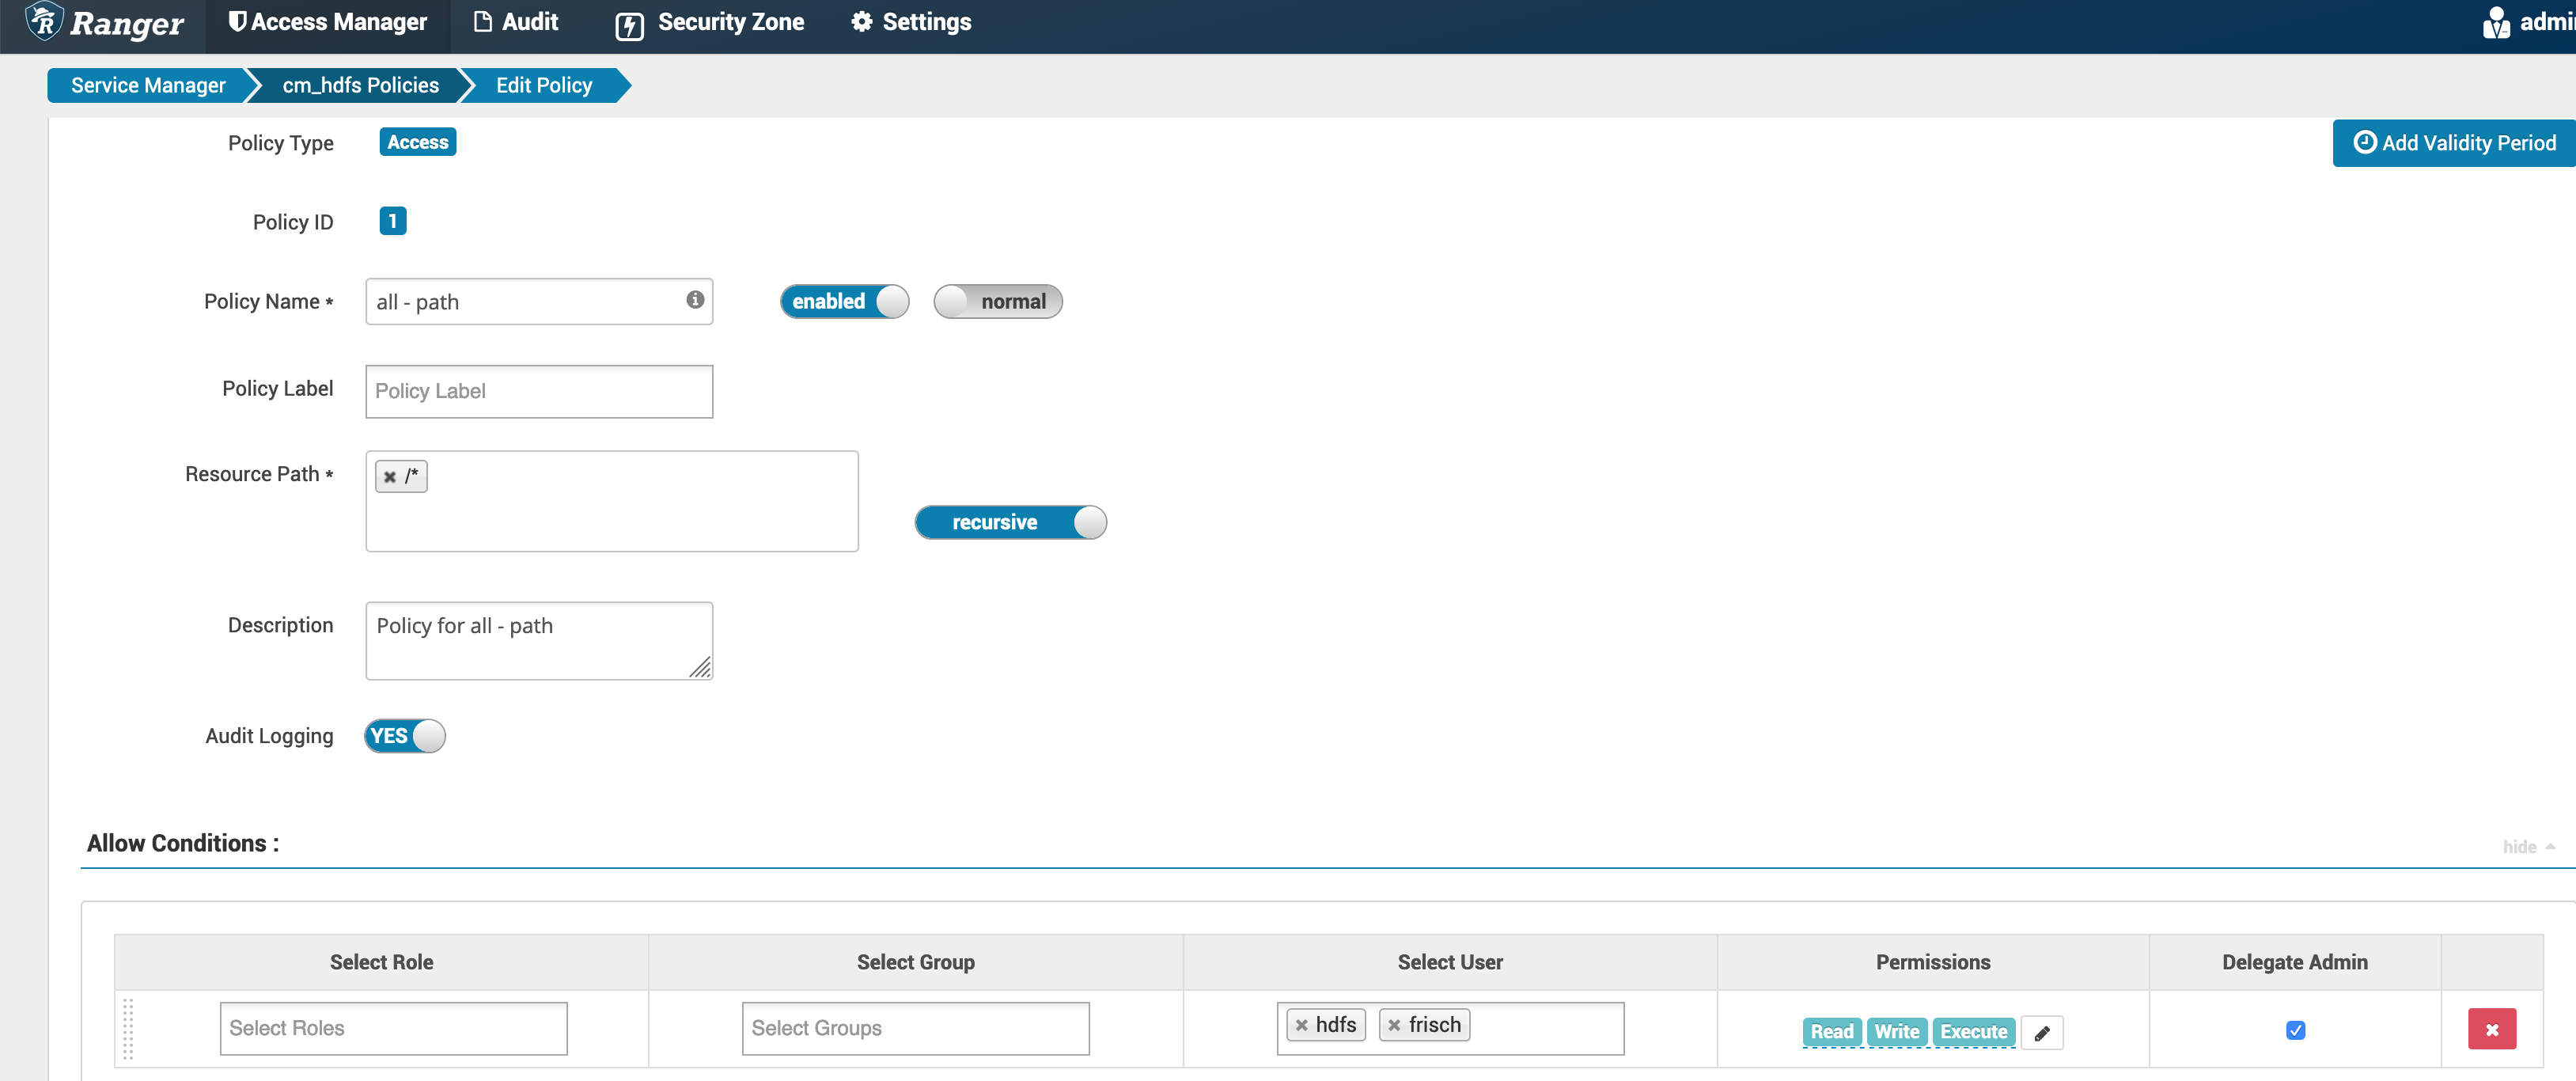 Ranger Access Manager Audit Security Zone Settings admi
Service Manager cm_hdfs Policies Edit Policy
Policy Type Access Add Validity Period
Policy ID 1
Policy Name * all - path enabled normal
Policy Label Policy Label
Resource Path * /*
recursive
Description Policy for all - path
Audit Logging YES
Allow Conditions : hide
Select Role Select Group Select User Permissions Delegate Admin
Select Roles Select Groups hdfs frisch Read Write Execute